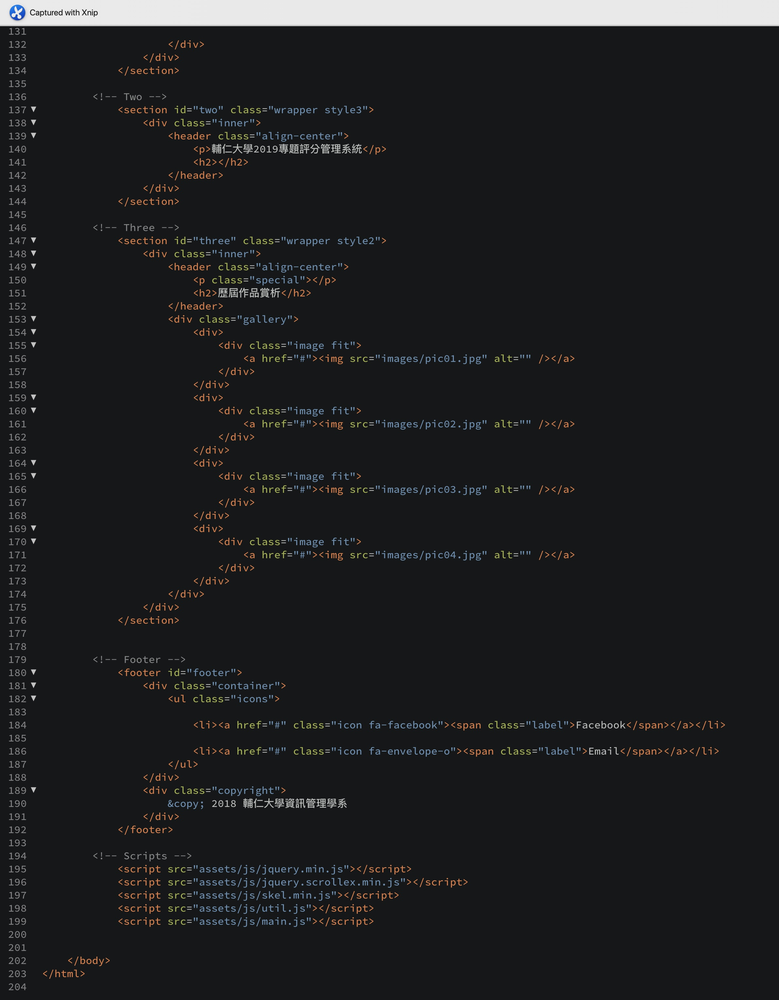 Captured with Xnip
131
132 </div>
133 </div>
134 </section>
135
136 <!-- Two -->
137 ▼ <section id="two" class="wrapper style3">
138 ▼ <div class="inner">
139 ▼ <header class="align-center">
140 <p>輔仁大學2019專題評分管理系統</p>
141 <h2></h2>
142 </header>
143 </div>
144 </section>
145
146 <!-- Three -->
147 ▼ <section id="three" class="wrapper style2">
148 ▼ <div class="inner">
149 ▼ <header class="align-center">
150 <p class="special"></p>
151 <h2>歷屆作品賞析</h2>
152 </header>
153 ▼ <div class="gallery">
154 ▼ <div>
155 ▼ <div class="image fit">
156 <a href="#"><img src="images/pic01.jpg" alt="" /></a>
157 </div>
158 </div>
159 ▼ <div>
160 ▼ <div class="image fit">
161 <a href="#"><img src="images/pic02.jpg" alt="" /></a>
162 </div>
163 </div>
164 ▼ <div>
165 ▼ <div class="image fit">
166 <a href="#"><img src="images/pic03.jpg" alt="" /></a>
167 </div>
168 </div>
169 ▼ <div>
170 ▼ <div class="image fit">
171 <a href="#"><img src="images/pic04.jpg" alt="" /></a>
172 </div>
173 </div>
174 </div>
175 </div>
176 </section>
177
178
179 <!-- Footer -->
180 ▼ <footer id="footer">
181 ▼ <div class="container">
182 ▼ <ul class="icons">
183
184 <li><a href="#" class="icon fa-facebook"><span class="label">Facebook</span></a></li>
185
186 <li><a href="#" class="icon fa-envelope-o"><span class="label">Email</span></a></li>
187 </ul>
188 </div>
189 ▼ <div class="copyright">
190 &copy; 2018 輔仁大學資訊管理學系
191 </div>
192 </footer>
193
194 <!-- Scripts -->
195 <script src="assets/js/jquery.min.js"></script>
196 <script src="assets/js/jquery.scrollex.min.js"></script>
197 <script src="assets/js/skel.min.js"></script>
198 <script src="assets/js/util.js"></script>
199 <script src="assets/js/main.js"></script>
200
201
202 </body>
203 </html>
204